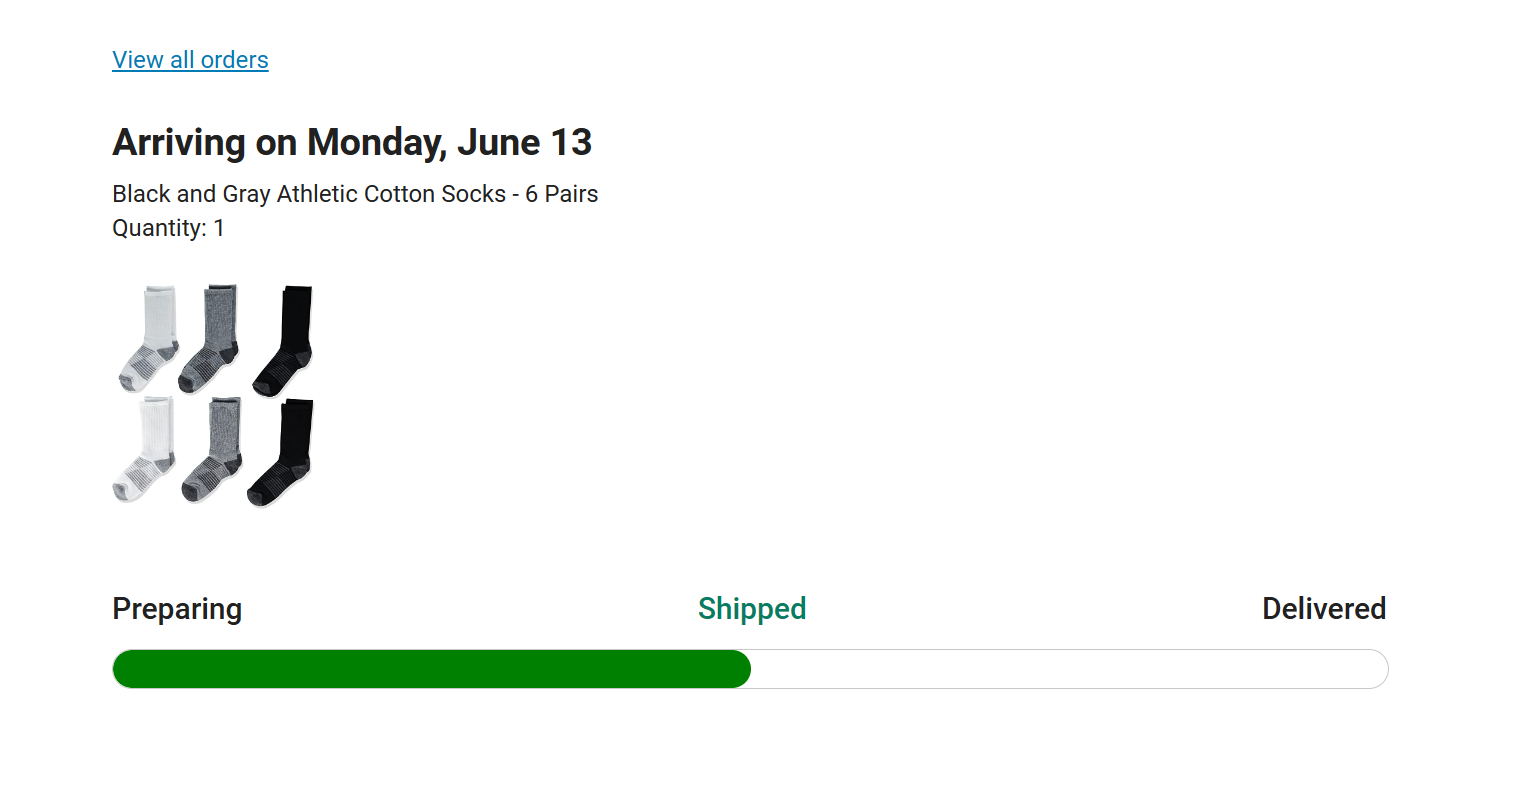 View all orders
Arriving on Monday, June 13
Black and Gray Athletic Cotton Socks - 6 Pairs
Quantity: 1
Preparing
Shipped
Delivered